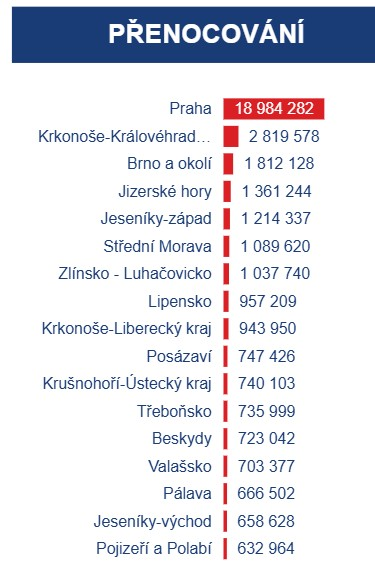 PŘENOCOVÁNÍ
Praha 18 984 282
Krkonoše-Královéhrad… 2 819 578
Brno a okolí 1 812 128
Jizerské hory 1 361 244
Jeseníky-západ 1 214 337
Střední Morava 1 089 620
Zlínsko - Luhačovicko 1 037 740
Lipensko 957 209
Krkonoše-Liberecký kraj 943 950
Posázaví 747 426
Krušnohoří-Ústecký kraj 740 103
Třeboňsko 735 999
Beskydy 723 042
Valašsko 703 377
Pálava 666 502
Jeseníky-východ 658 628
Pojizeří a Polabí 632 964